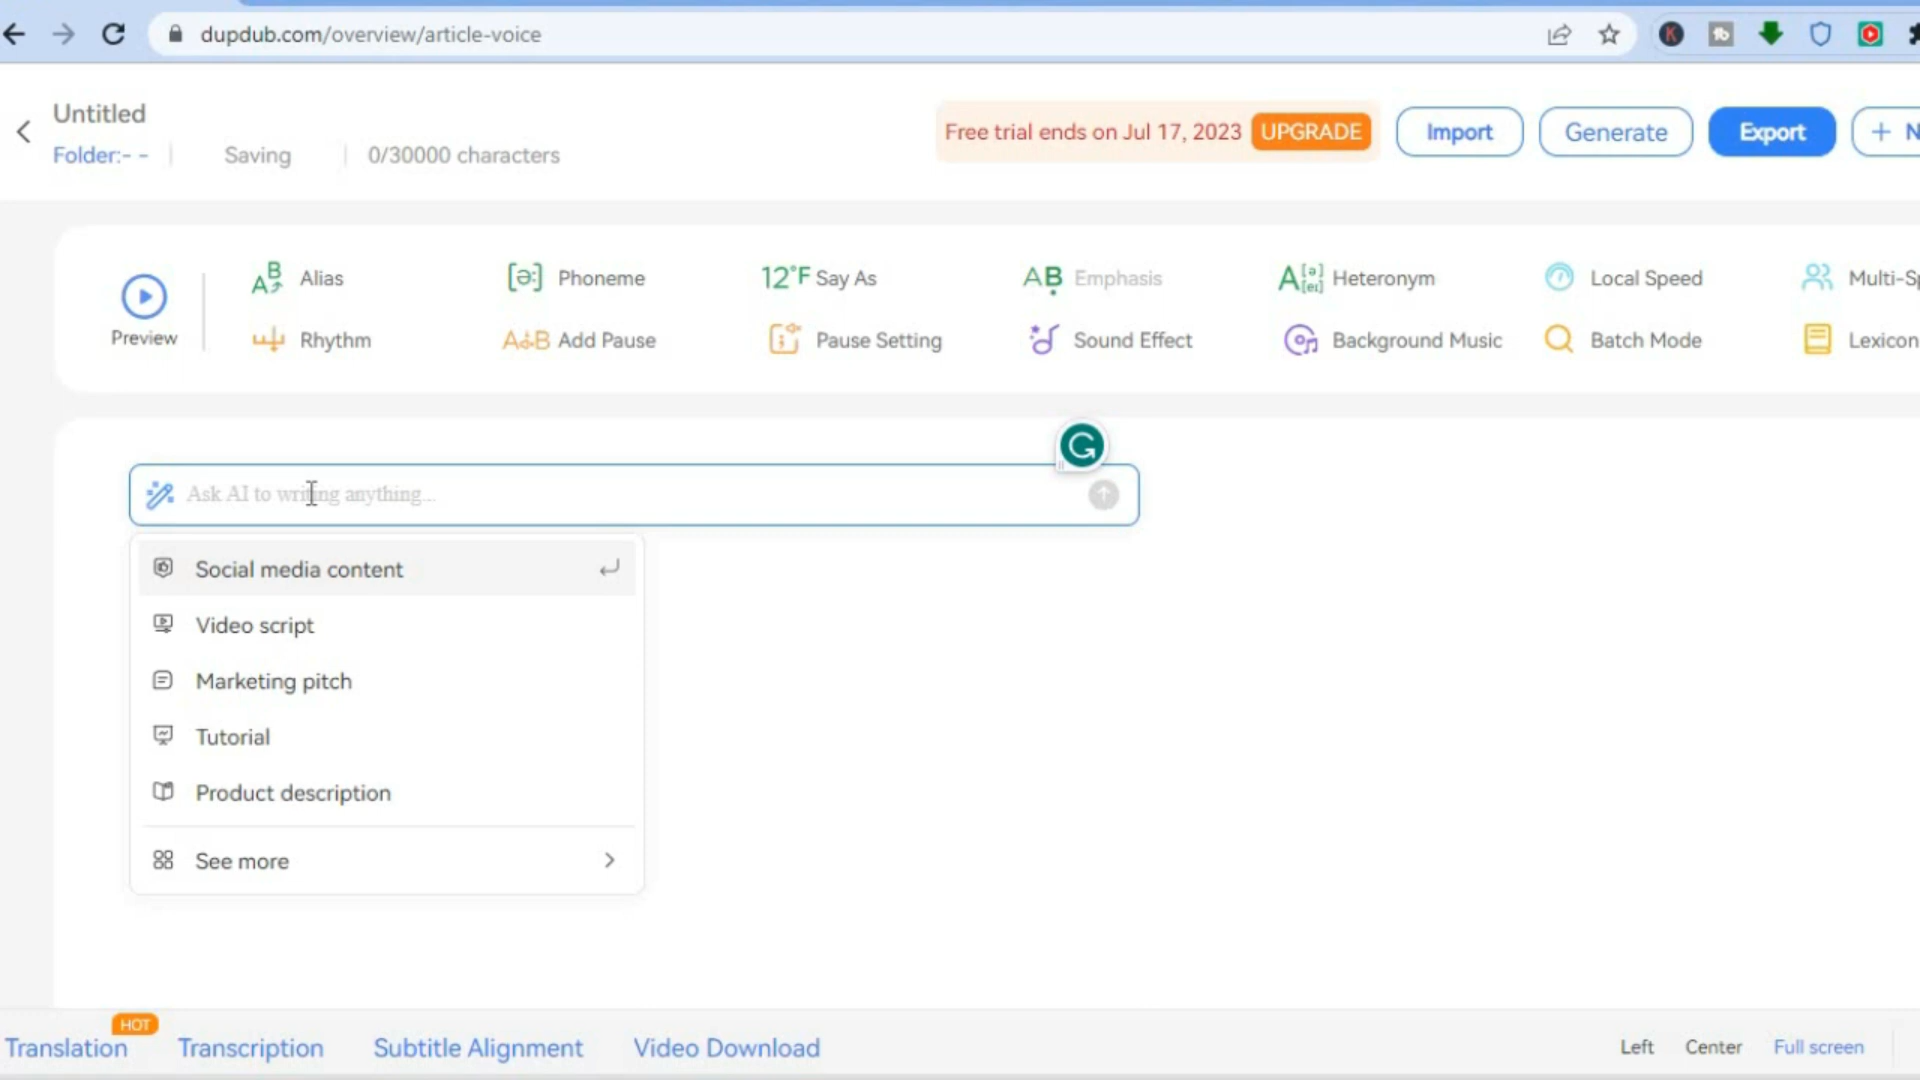 dupdub.com/overview/article-voice
Untitled
Folder:- -
Saving
0/30000 characters
Free trial ends on Jul 17, 2023
UPGRADE
Import
Generate
Export
+ N
Preview
Alias
Phoneme
12°F Say As
Emphasis
Heteronym
Local Speed
Multi-Sp
Rhythm
Add Pause
Pause Setting
Sound Effect
Background Music
Batch Mode
Lexicon
Ask AI to writing anything...
Social media content
Video script
Marketing pitch
Tutorial
Product description
See more
HOT
Translation
Transcription
Subtitle Alignment
Video Download
Left
Center
Full screen